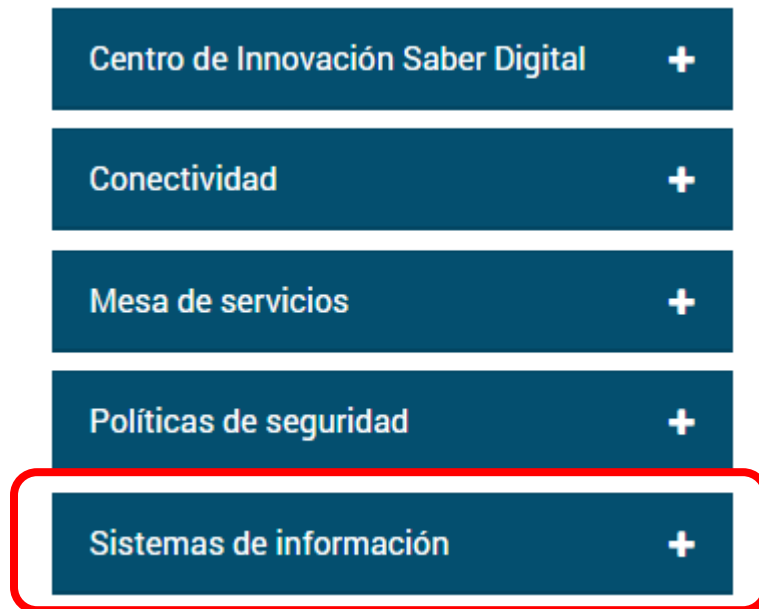 Centro de Innovación Saber Digital +
Conectividad +
Mesa de servicios +
Políticas de seguridad +
Sistemas de información +